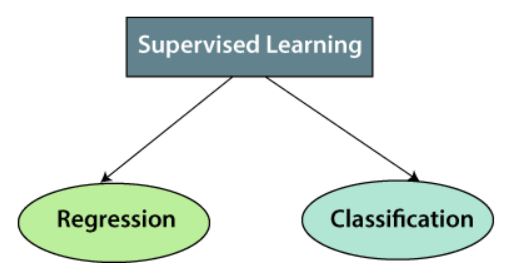 Supervised Learning
Regression
Classification